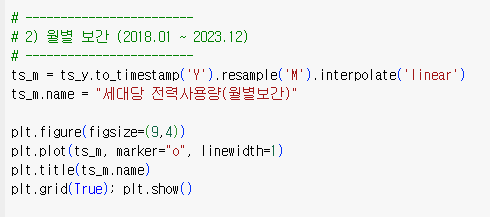 # ------------------------
# 2) 월별 보간 (2018.01 ~ 2023.12)
# ------------------------
ts_m = ts_y.to_timestamp('Y').resample('M').interpolate('linear')
ts_m.name = "세대당 전력사용량(월별보간)"
plt.figure(figsize=(9,4))
plt.plot(ts_m, marker="o", linewidth=1)
plt.title(ts_m.name)
plt.grid(True); plt.show()